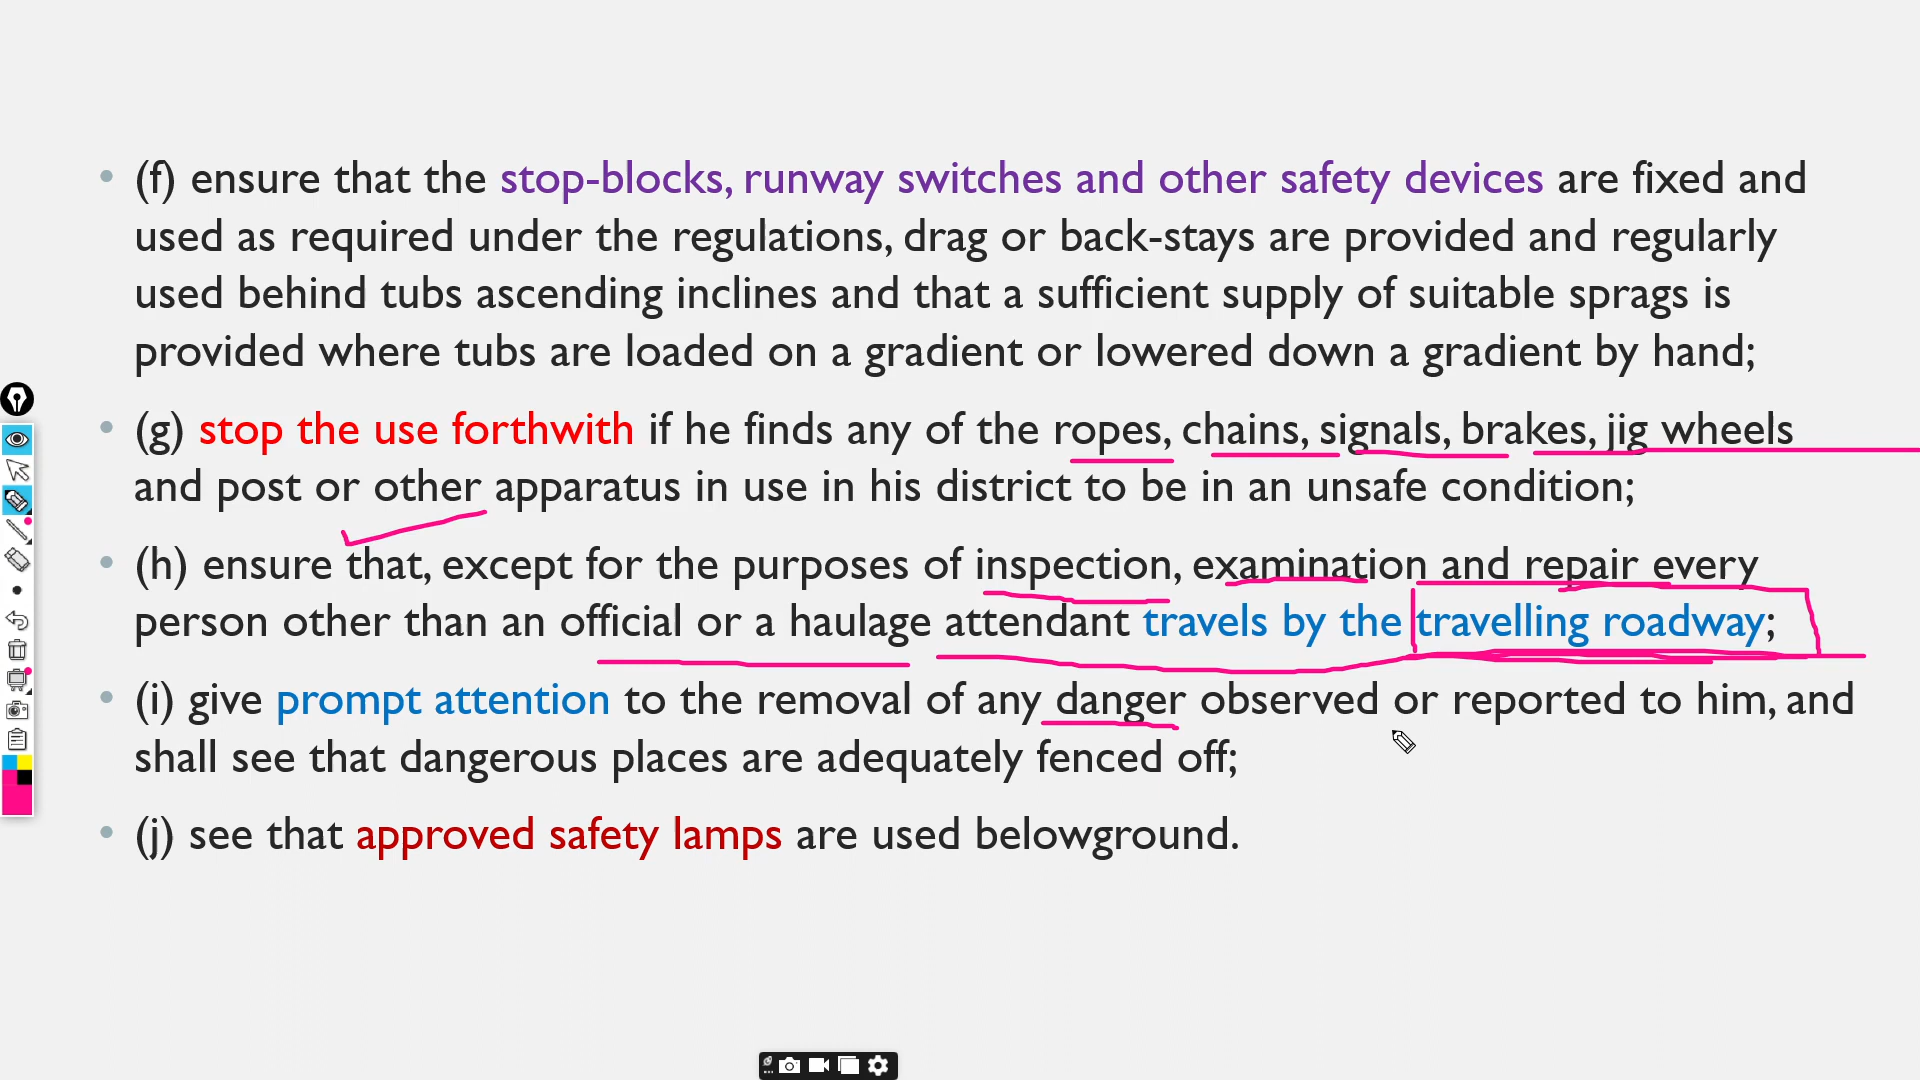 • (f) ensure that the stop-blocks, runway switches and other safety devices are fixed and
used as required under the regulations, drag or back-stays are provided and regularly
used behind tubs ascending inclines and that a sufficient supply of suitable sprags is
provided where tubs are loaded on a gradient or lowered down a gradient by hand;
• (g) stop the use forthwith if he finds any of the ropes, chains, signals, brakes, jig wheels
and post or other apparatus in use in his district to be in an unsafe condition;
• (h) ensure that, except for the purposes of inspection, examination and repair every
person other than an official or a haulage attendant travels by the travelling roadway;
• (i) give prompt attention to the removal of any danger observed or reported to him, and
shall see that dangerous places are adequately fenced off;
• (j) see that approved safety lamps are used belowground.